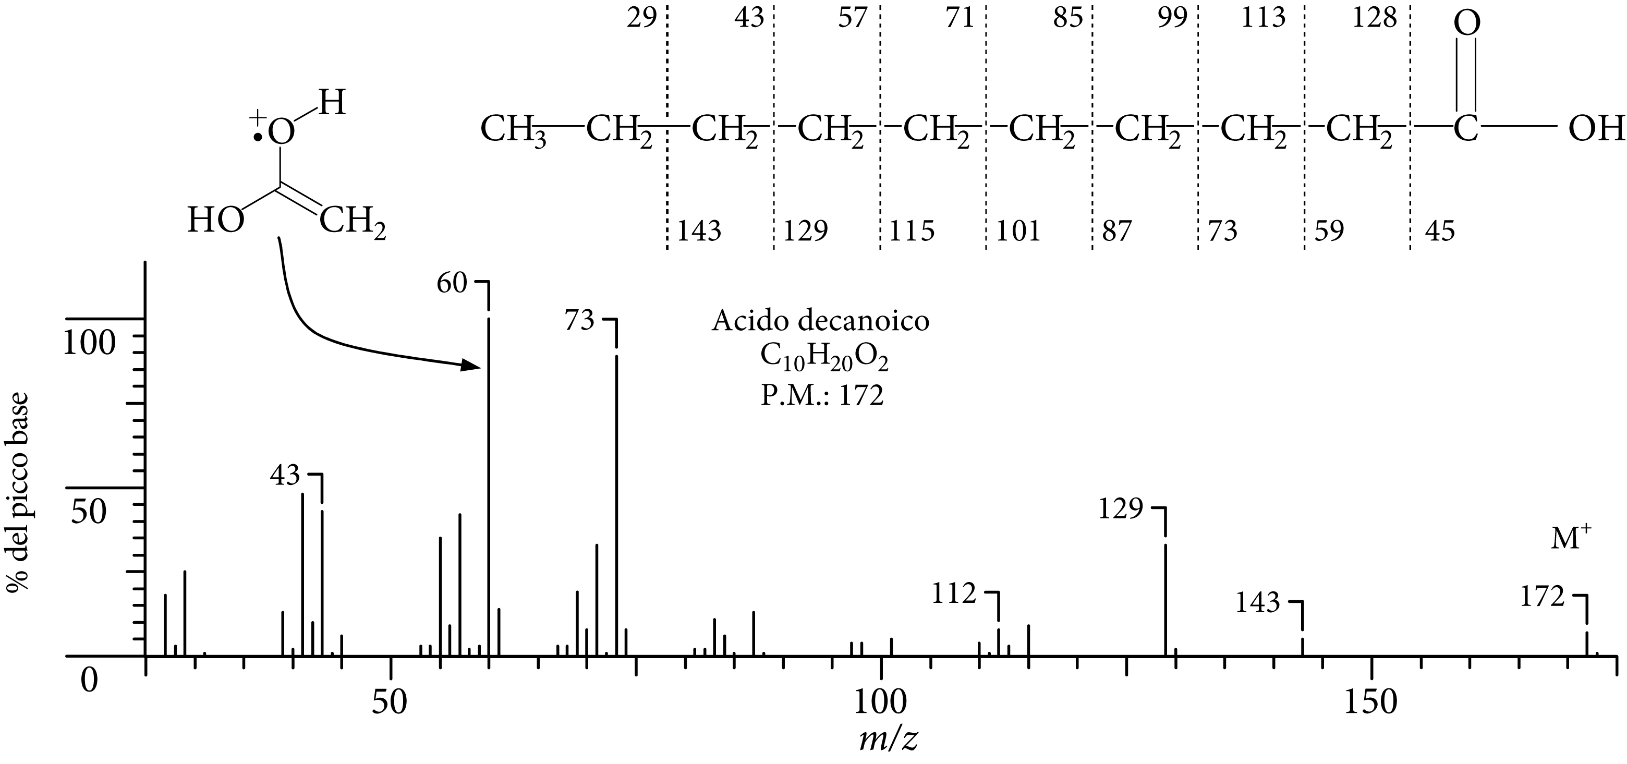 29 43 57 71 85 99 113 128
O
CH3 CH2 CH2 CH2 CH2 CH2 CH2 CH2 CH2 C OH
143 129 115 101 87 73 59 45
+
•O H
HO CH2
60
73
43
129
112
143
172
M+
Acido decanoico
C10H20O2
P.M.: 172
% del picco base
100
50
0
50 100 150
m/z